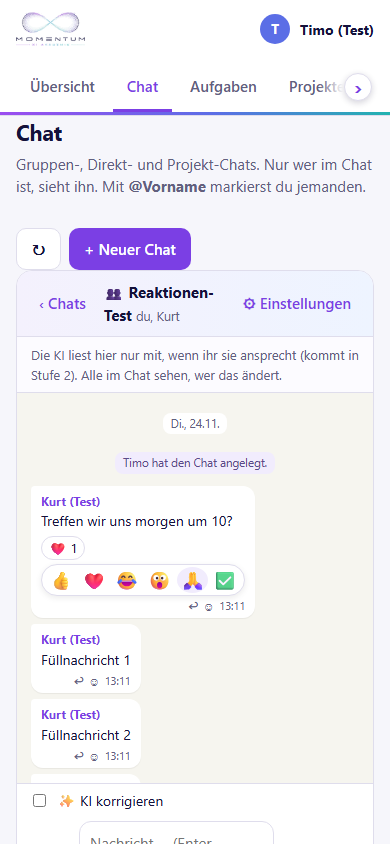 MOMENTUM
T Timo (Test)
Übersicht Chat Aufgaben Projekte ›
Chat
Gruppen-, Direkt- und Projekt-Chats. Nur wer im Chat
ist, sieht ihn. Mit @Vorname markierst du jemanden.
↻ + Neuer Chat
‹ Chats 👥 Reaktionen-
Test du, Kurt
⚙ Einstellungen
Die KI liest hier nur mit, wenn ihr sie ansprecht (kommt in
Stufe 2). Alle im Chat sehen, wer das ändert.
Di., 24.11.
Timo hat den Chat angelegt.
Kurt (Test)
Treffen wir uns morgen um 10?
❤️ 1
👍 ❤️ 😂 😮 🙏 ✅
↩ ☺ 13:11
Kurt (Test)
Füllnachricht 1
↩ ☺ 13:11
Kurt (Test)
Füllnachricht 2
↩ ☺ 13:11
✨ KI korrigieren
Nachricht… (Enter